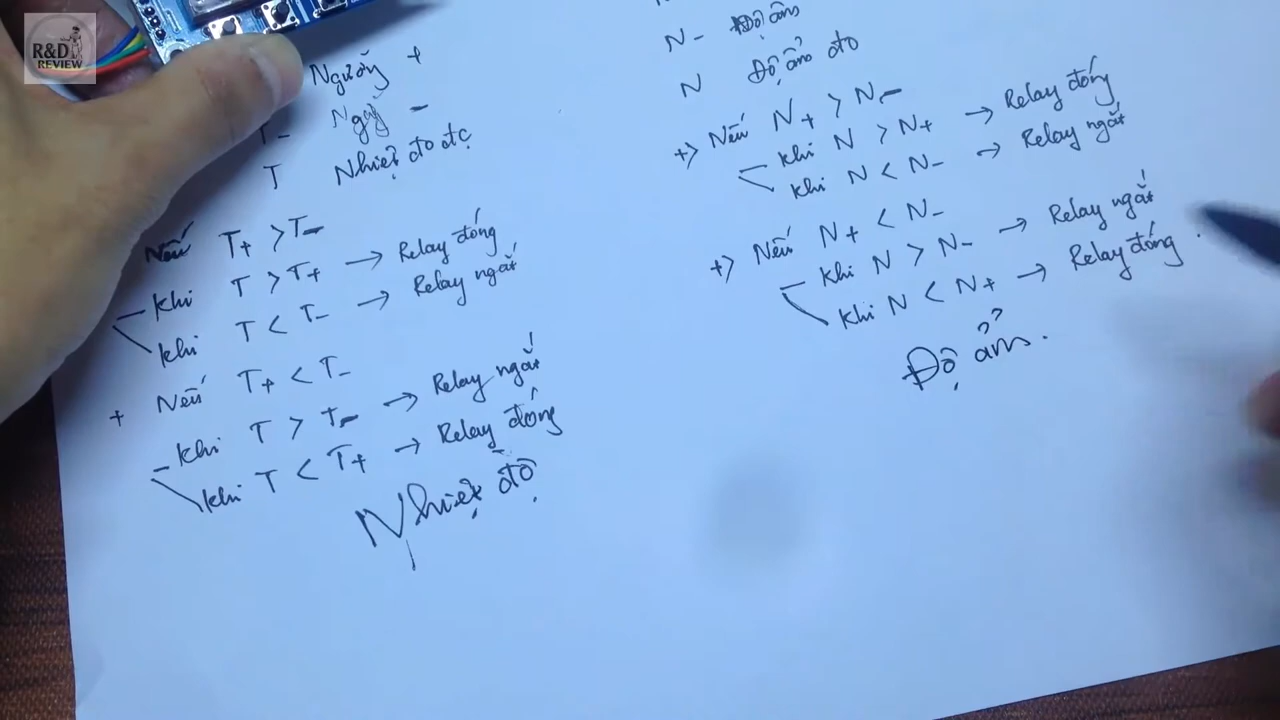 R&D
REVIEW
Ngưỡng +
T- Ngưỡng -
T Nhiệt đo đc
Nếu T+ > T-
- Khi T > T+ → Relay đóng
\ Khi T < T- → Relay ngắt
+ Nếu T+ < T-
- Khi T > T- → Relay ngắt
\ Khi T < T+ → Relay đóng
Nhiệt độ
N- Độ ẩm
N Độ ẩm đo
+) Nếu N+ > N-
- Khi N > N+ → Relay đóng
\ Khi N < N- → Relay ngắt
+) Nếu N+ < N-
- Khi N > N- → Relay ngắt
\ Khi N < N+ → Relay đóng.
Độ ẩm.